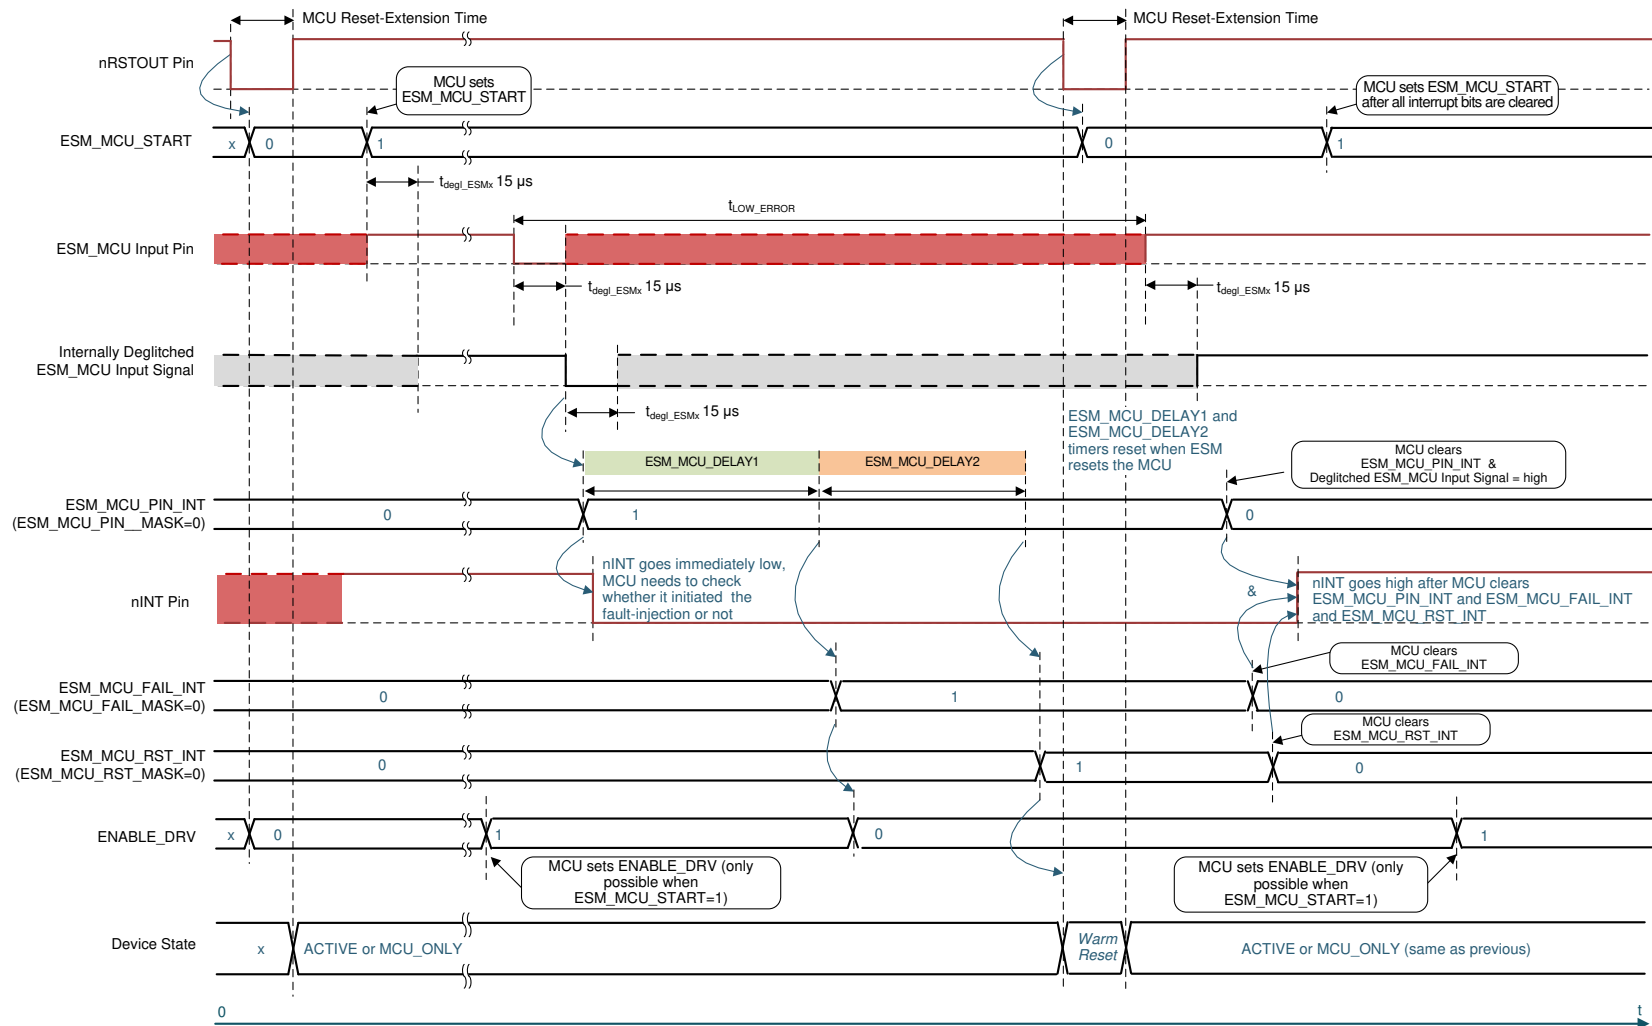 MCU Reset-Extension Time
MCU Reset-Extension Time
nRSTOUT Pin
MCU sets
ESM_MCU_START
MCU sets ESM_MCU_START
after all interrupt bits are cleared
ESM_MCU_START
x
0
1
0
1
tdegl_ESMx 15 µs
tLOW_ERROR
ESM_MCU Input Pin
tdegl_ESMx 15 µs
tdegl_ESMx 15 µs
Internally Deglitched
ESM_MCU Input Signal
tdegl_ESMx 15 µs
ESM_MCU_DELAY1 and
ESM_MCU_DELAY2
timers reset when ESM
resets the MCU
ESM_MCU_DELAY1
ESM_MCU_DELAY2
MCU clears
ESM_MCU_PIN_INT &
Deglitched ESM_MCU Input Signal = high
ESM_MCU_PIN_INT
(ESM_MCU_PIN__MASK=0)
0
1
0
nINT goes immediately low,
MCU needs to check
whether it initiated the
fault-injection or not
nINT Pin
&
nINT goes high after MCU clears
ESM_MCU_PIN_INT and ESM_MCU_FAIL_INT
and ESM_MCU_RST_INT
MCU clears
ESM_MCU_FAIL_INT
ESM_MCU_FAIL_INT
(ESM_MCU_FAIL_MASK=0)
0
1
0
MCU clears
ESM_MCU_RST_INT
ESM_MCU_RST_INT
(ESM_MCU_RST_MASK=0)
0
1
0
ENABLE_DRV
x
0
1
0
1
MCU sets ENABLE_DRV (only
possible when
ESM_MCU_START=1)
MCU sets ENABLE_DRV (only
possible when
ESM_MCU_START=1)
Device State
x
ACTIVE or MCU_ONLY
Warm
Reset
ACTIVE or MCU_ONLY (same as previous)
0
t